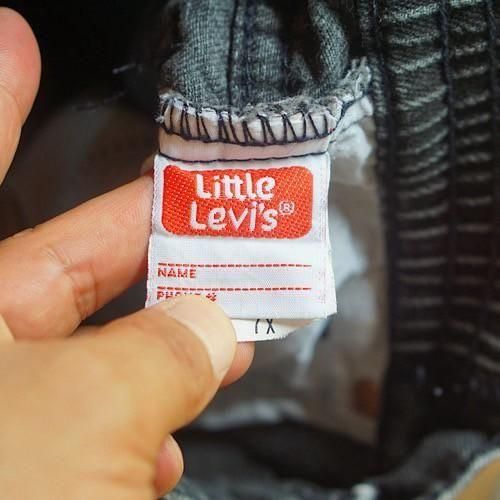 Little
Levi's®
NAME
PHONE #
7X